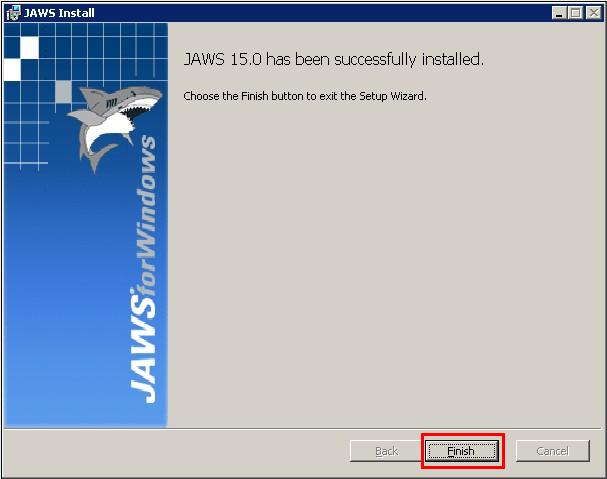 JAWS Install
JAWS 15.0 has been successfully installed.
Choose the Finish button to exit the Setup Wizard.
JAWS® for Windows
Back
Finish
Cancel